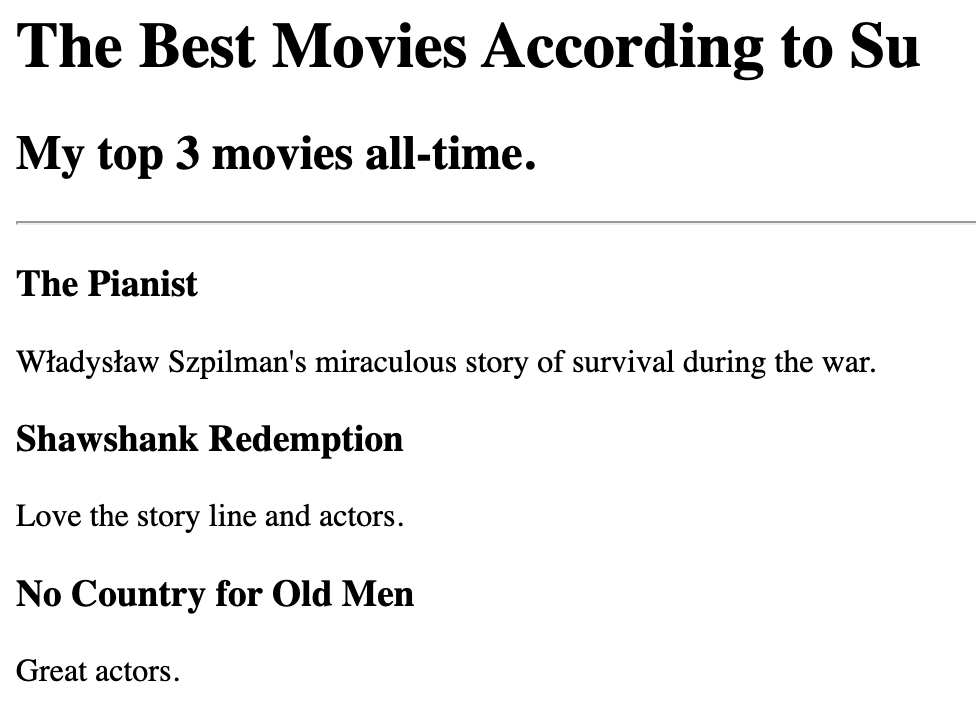 The Best Movies According to Su
My top 3 movies all-time.
The Pianist
Władysław Szpilman's miraculous story of survival during the war.
Shawshank Redemption
Love the story line and actors.
No Country for Old Men
Great actors.